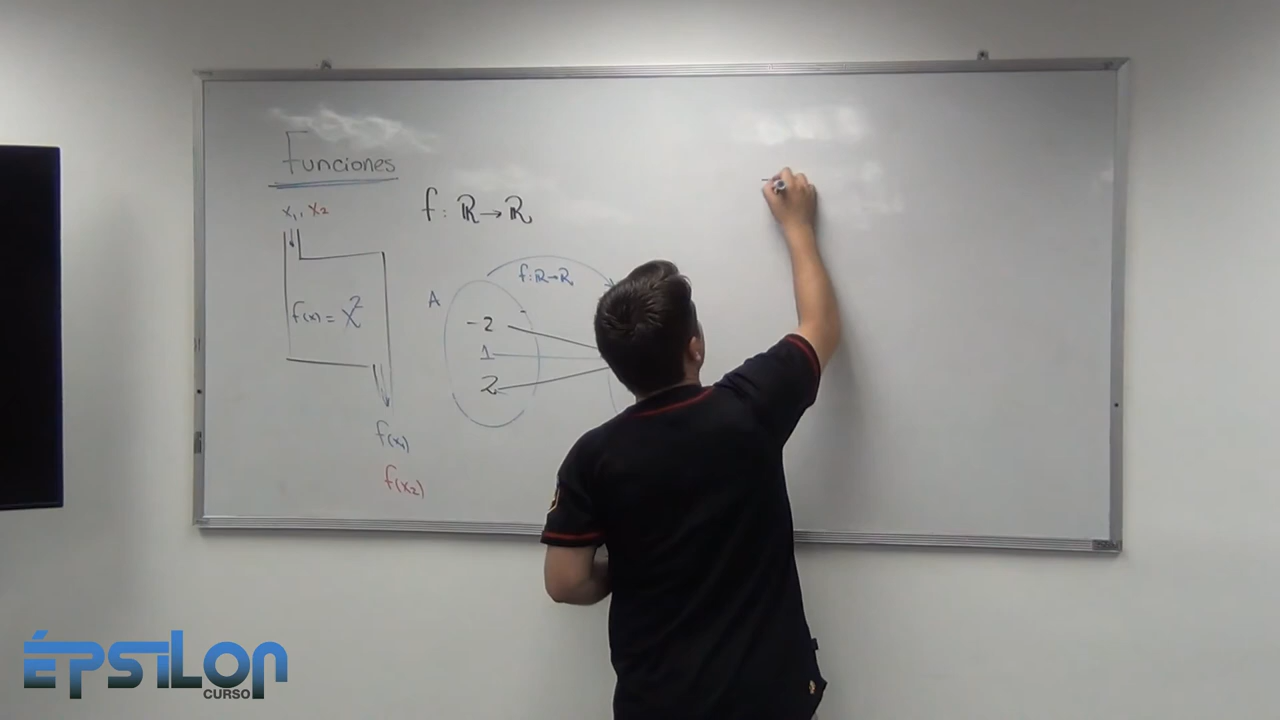 Funciones
x₁, x₂
f: ℝ→ℝ
f(x) = x²
f(x₁)
f(x₂)
A
f: ℝ→ℝ
-2
1
2
ÉPSILON
CURSO